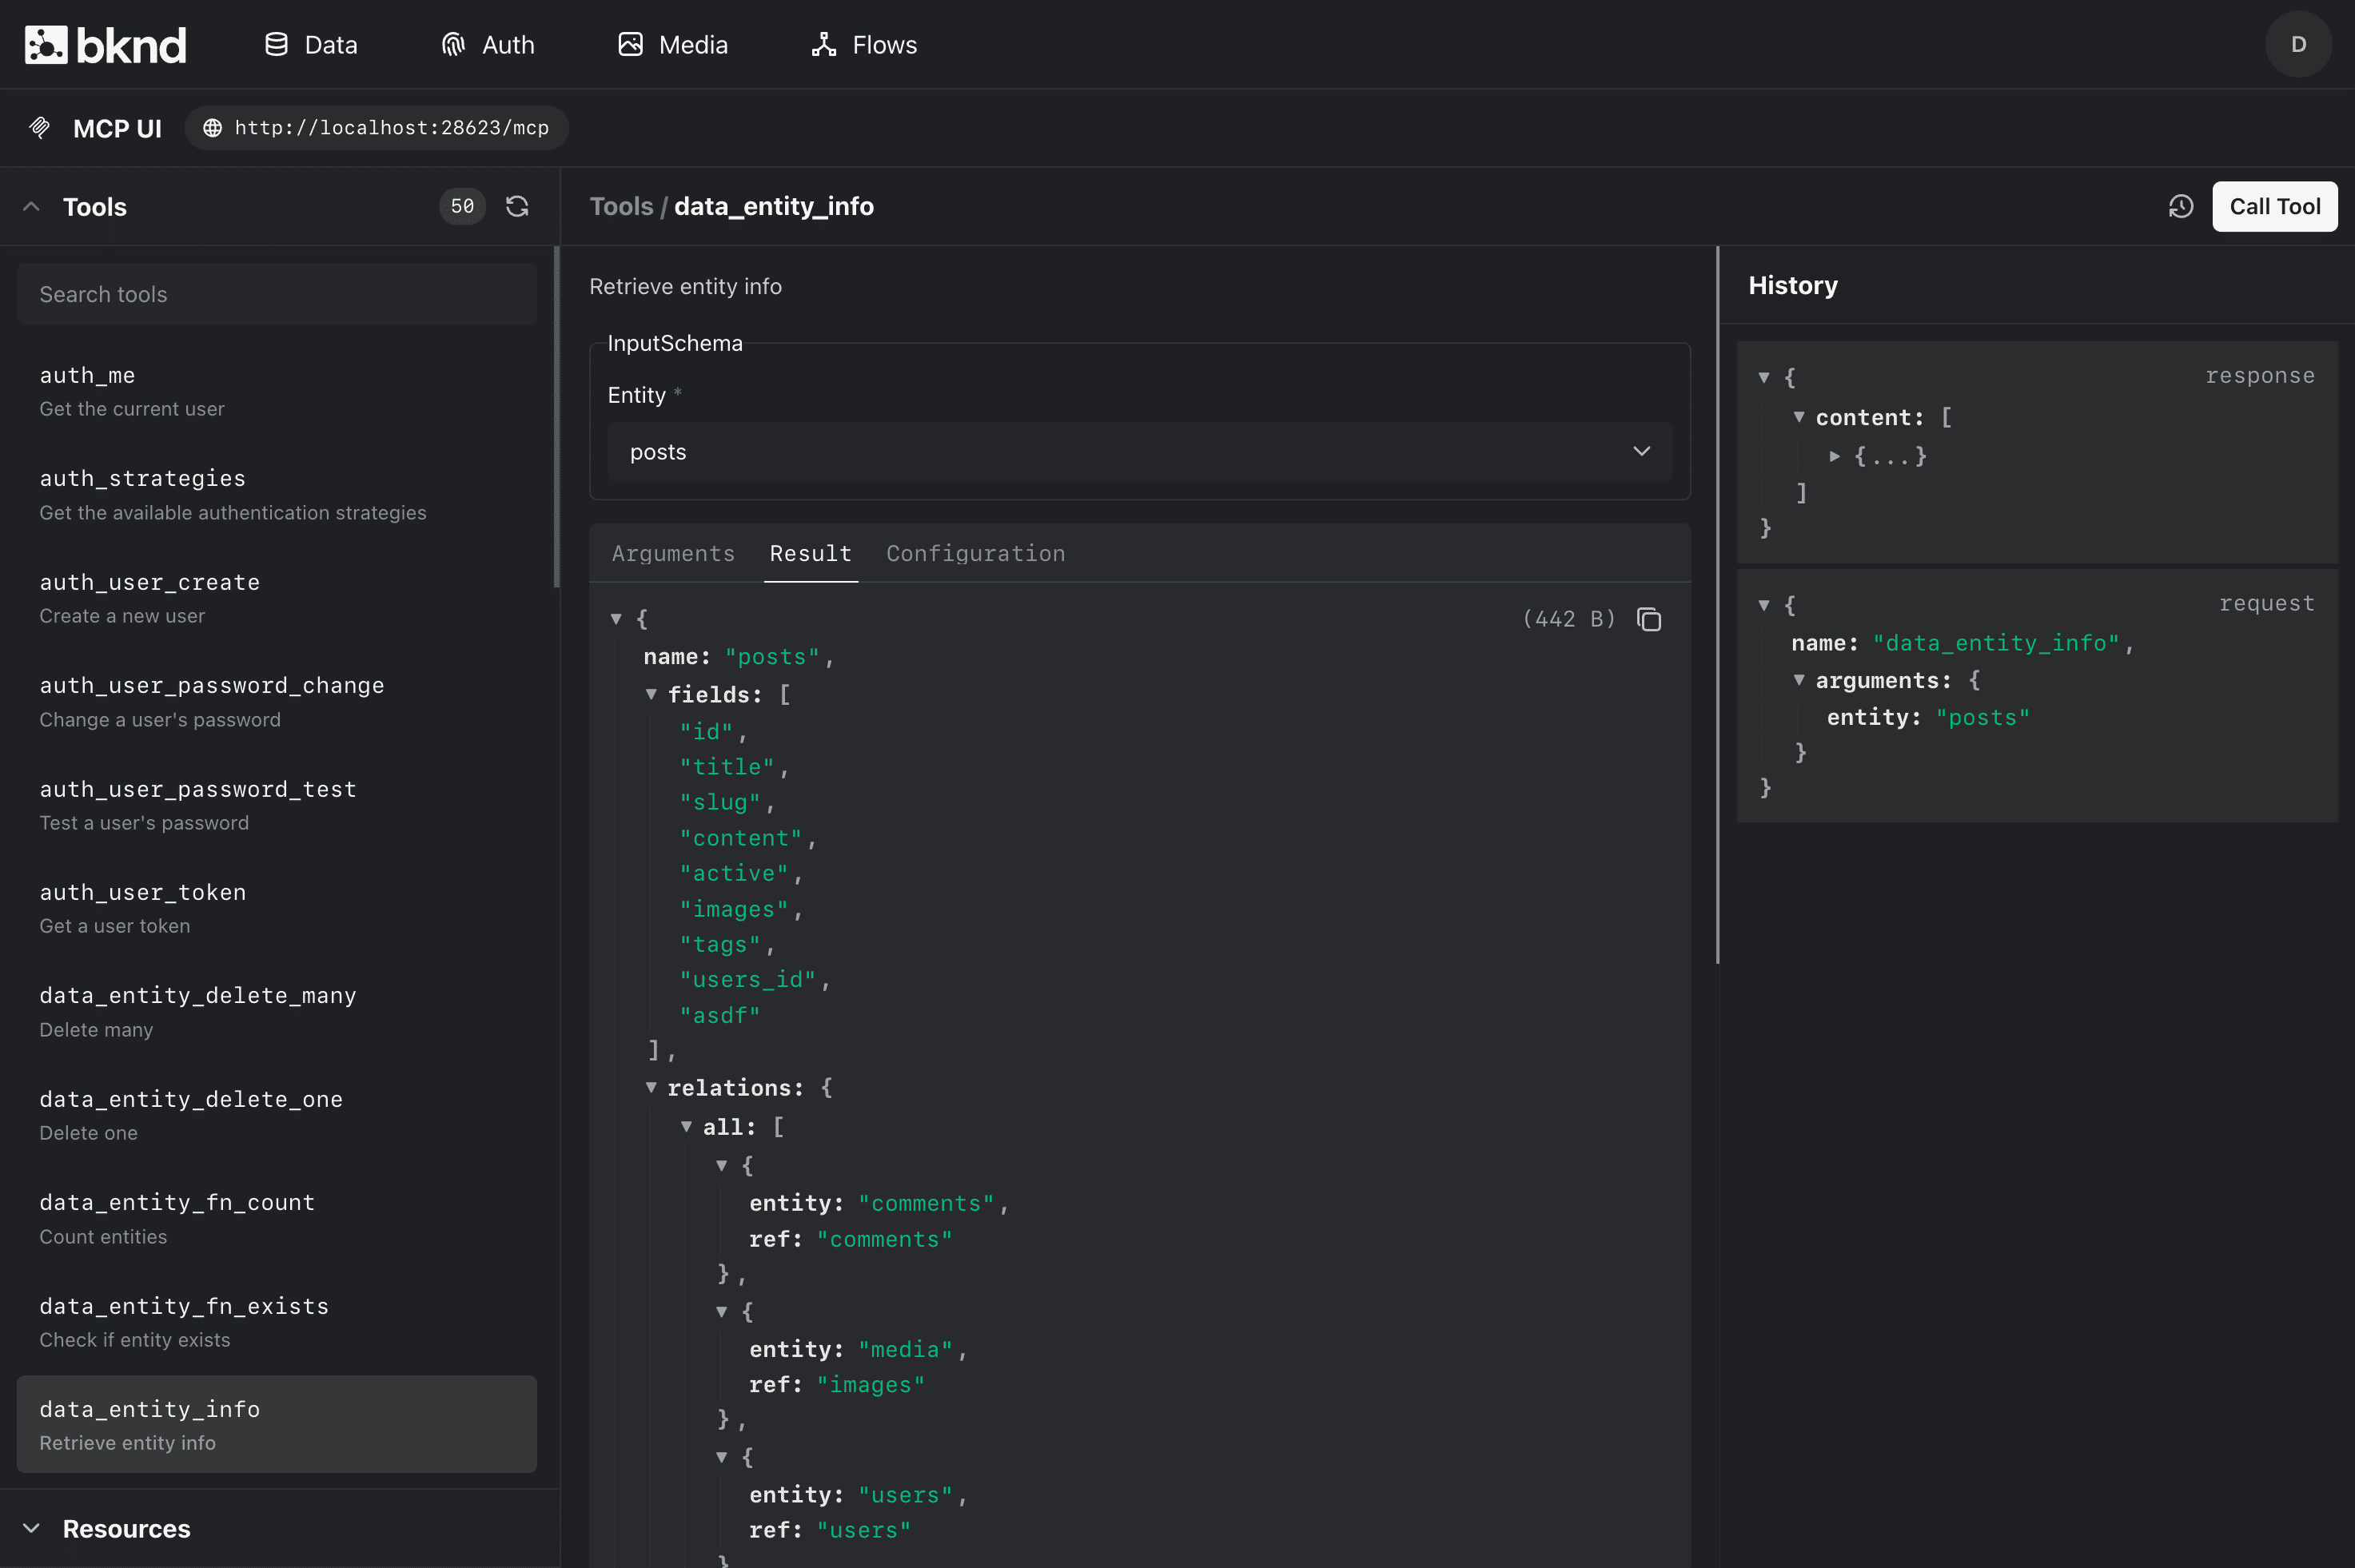 bknd
Data
Auth
Media
Flows
D
MCP UI
http://localhost:28623/mcp
Tools
50
Search tools
auth_me
Get the current user
auth_strategies
Get the available authentication strategies
auth_user_create
Create a new user
auth_user_password_change
Change a user's password
auth_user_password_test
Test a user's password
auth_user_token
Get a user token
data_entity_delete_many
Delete many
data_entity_delete_one
Delete one
data_entity_fn_count
Count entities
data_entity_fn_exists
Check if entity exists
data_entity_info
Retrieve entity info
Resources
Tools / data_entity_info
Call Tool
Retrieve entity info
InputSchema
Entity *
posts
Arguments Result Configuration
{
(442 B)
name: "posts",
fields: [
"id",
"title",
"slug",
"content",
"active",
"images",
"tags",
"users_id",
"asdf"
],
relations: {
all: [
{
entity: "comments",
ref: "comments"
},
{
entity: "media",
ref: "images"
},
{
entity: "users",
ref: "users"
}
History
{
response
content: [
{...}
]
}
{
request
name: "data_entity_info",
arguments: {
entity: "posts"
}
}